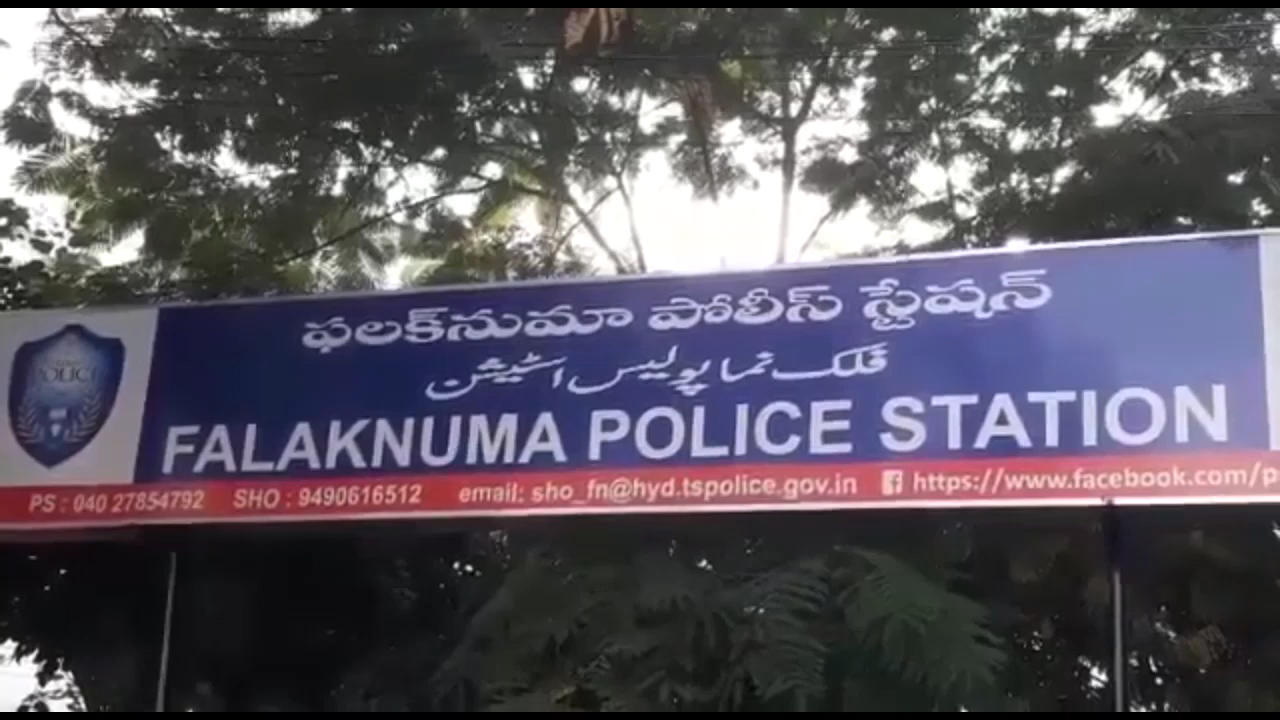 ఫలక్‌నుమా పోలీస్ స్టేషన్
فلک نما پولیس اسٹیشن
POLICE
FALAKNUMA POLICE STATION
PS : 040 27854792 SHO : 9490616512 email: sho_fn@hyd.tspolice.gov.in https://www.facebook.com/p